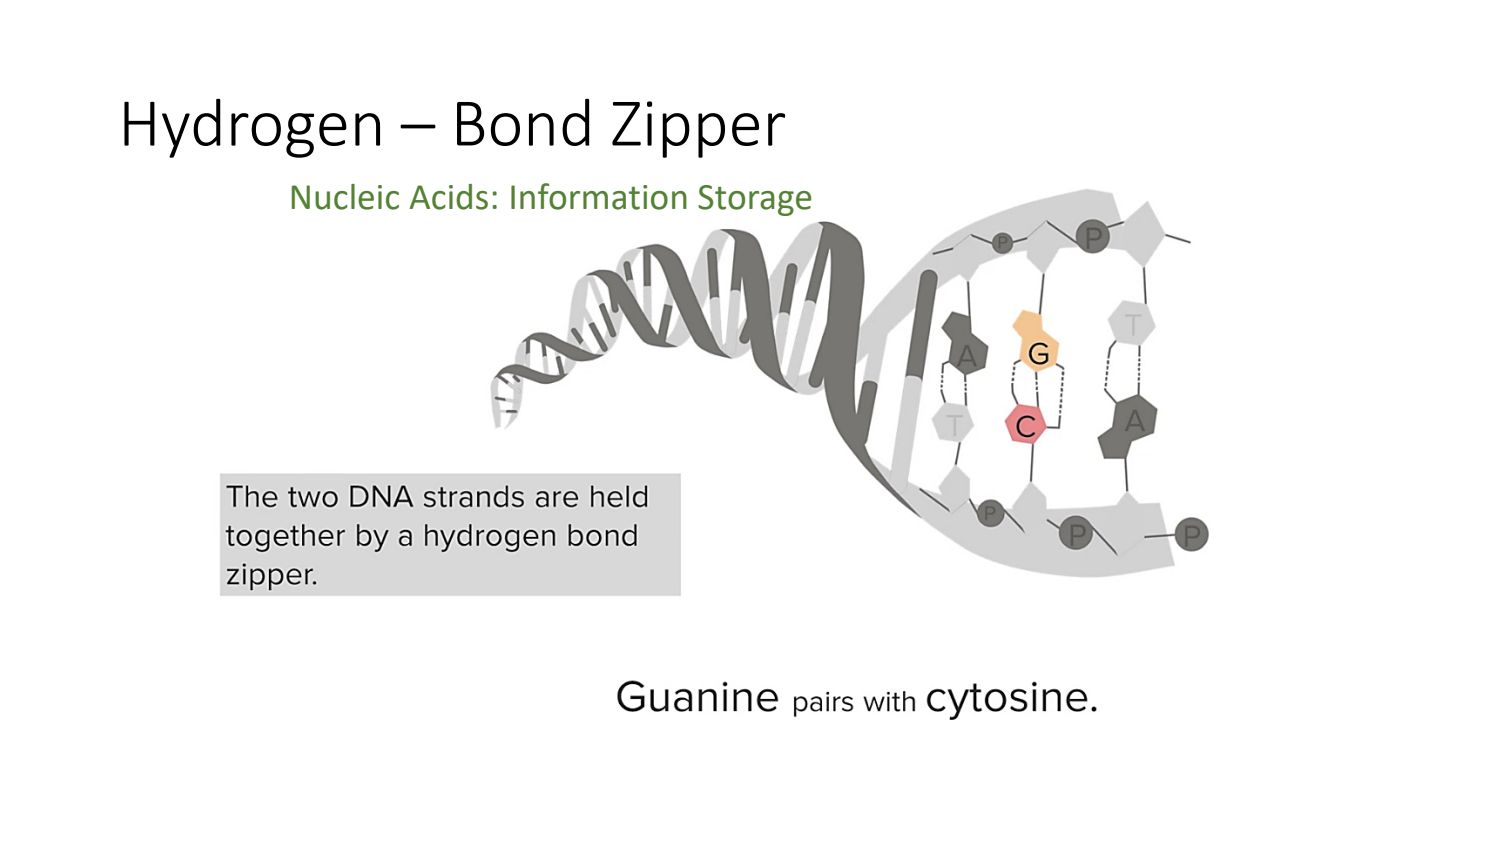 Hydrogen – Bond Zipper
Nucleic Acids: Information Storage
P
P
T
A
G
T
C
A
P
P
P
The two DNA strands are held
together by a hydrogen bond
zipper.
Guanine pairs with cytosine.